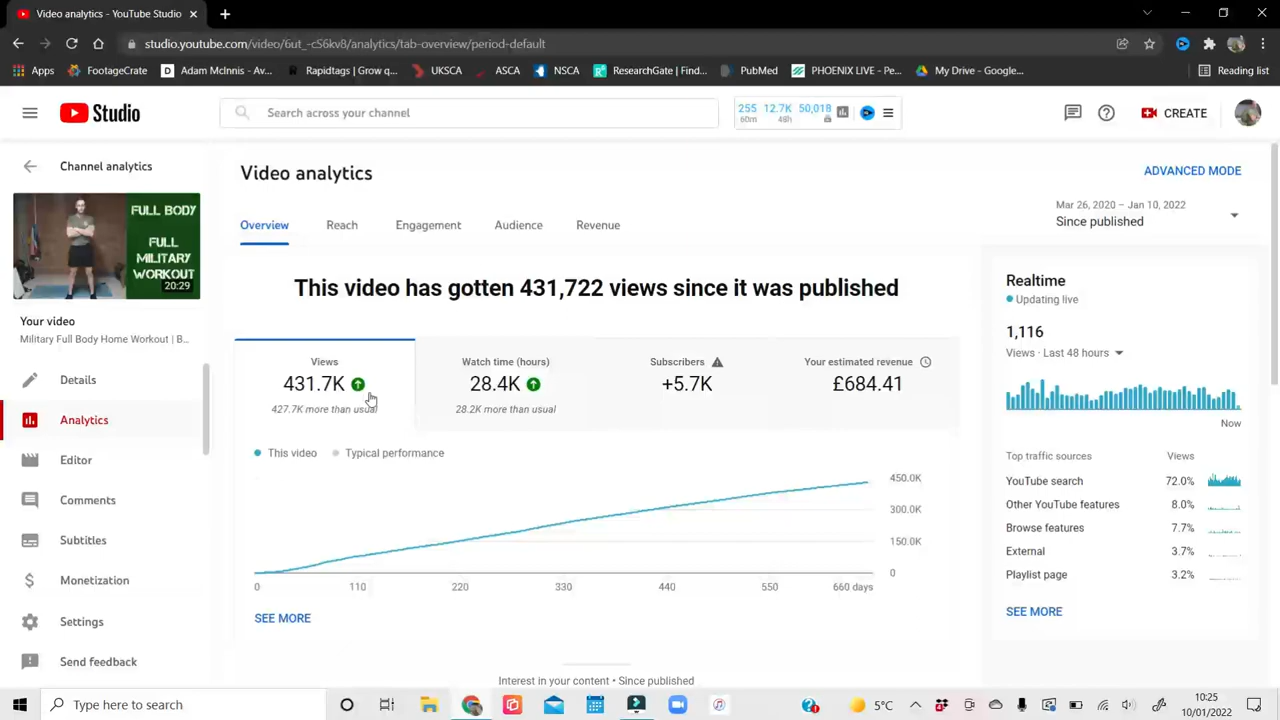 Video analytics - YouTube Studio
studio.youtube.com/video/6ut_-cS6kv8/analytics/tab-overview/period-default
Apps
FootageCrate
Adam McInnis - Av...
Rapidtags | Grow q...
UKSCA
ASCA
NSCA
ResearchGate | Find...
PubMed
PHOENIX LIVE - Pe...
My Drive - Google...
Reading list
Studio
Search across your channel
255 12.7K 50,018
60m 48h
CREATE
Channel analytics
FULL BODY
FULL
MILITARY
WORKOUT
20:29
Your video
Military Full Body Home Workout | B...
Details
Analytics
Editor
Comments
Subtitles
Monetization
Settings
Send feedback
Video analytics
ADVANCED MODE
Overview
Reach
Engagement
Audience
Revenue
Mar 26, 2020 – Jan 10, 2022
Since published
This video has gotten 431,722 views since it was published
Views
431.7K
427.7K more than usual
Watch time (hours)
28.4K
28.2K more than usual
Subscribers
+5.7K
Your estimated revenue
£684.41
This video
Typical performance
450.0K
300.0K
150.0K
0
0 110 220 330 440 550 660 days
SEE MORE
Interest in your content • Since published
Realtime
Updating live
1,116
Views · Last 48 hours
Now
Top traffic sources Views
YouTube search 72.0%
Other YouTube features 8.0%
Browse features 7.7%
External 3.7%
Playlist page 3.2%
SEE MORE
Type here to search
5°C
10:25
10/01/2022